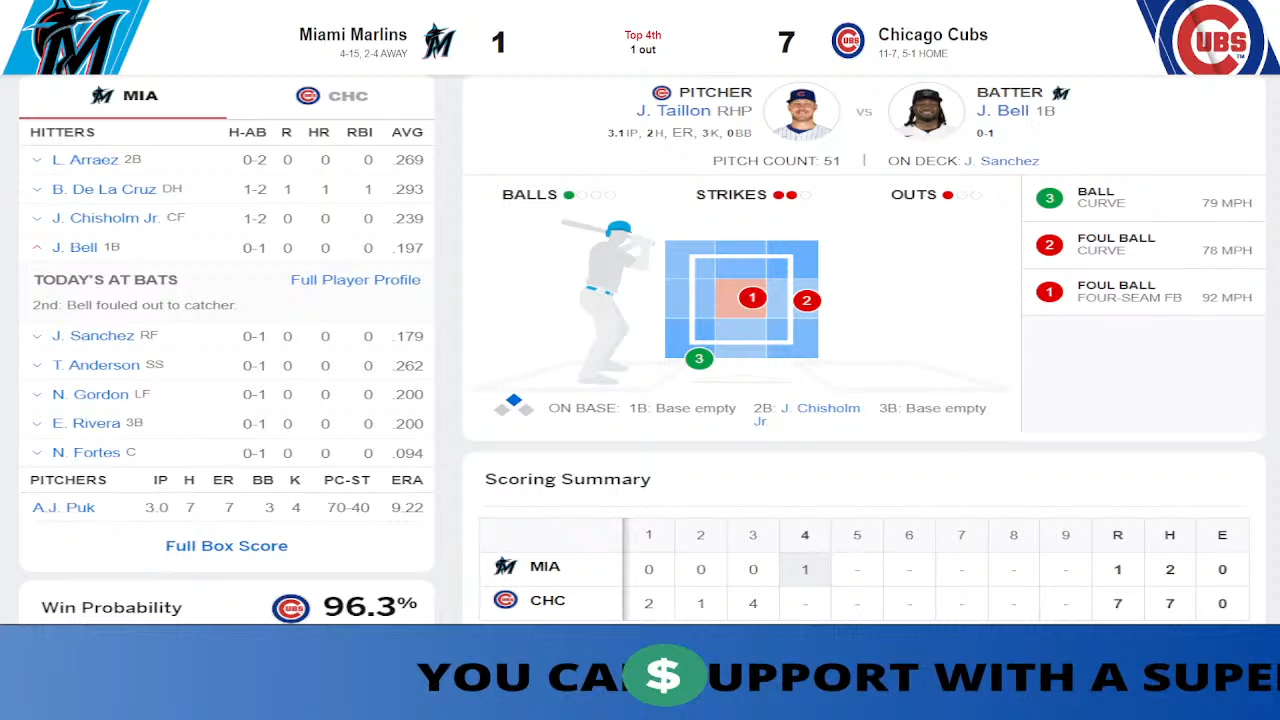 Miami Marlins
4-15, 2-4 AWAY
1
Top 4th
1 out
7
Chicago Cubs
11-7, 5-1 HOME
CUBS
MIA
CHC
HITTERS H-AB R HR RBI AVG
L. Arraez 2B 0-2 0 0 0 .269
B. De La Cruz DH 1-2 1 1 1 .293
J. Chisholm Jr. CF 1-2 0 0 0 .239
J. Bell 1B 0-1 0 0 0 .197
TODAY'S AT BATS Full Player Profile
2nd: Bell fouled out to catcher.
J. Sanchez RF 0-1 0 0 0 .179
T. Anderson SS 0-1 0 0 0 .262
N. Gordon LF 0-1 0 0 0 .200
E. Rivera 3B 0-1 0 0 0 .200
N. Fortes C 0-1 0 0 0 .094
PITCHERS IP H ER BB K PC-ST ERA
A.J. Puk 3.0 7 7 3 4 70-40 9.22
Full Box Score
Win Probability CUBS 96.3%
PITCHER
J. Taillon RHP
3.1 IP, 2 H, ER, 3 K, 0 BB
vs
BATTER
J. Bell 1B
0-1
PITCH COUNT: 51 | ON DECK: J. Sanchez
BALLS STRIKES OUTS
1
2
3
ON BASE: 1B: Base empty 2B: J. Chisholm Jr. 3B: Base empty
3 BALL
CURVE 79 MPH
2 FOUL BALL
CURVE 78 MPH
1 FOUL BALL
FOUR-SEAM FB 92 MPH
Scoring Summary
1 2 3 4 5 6 7 8 9 R H E
MIA 0 0 0 1 - - - - - 1 2 0
CHC 2 1 4 - - - - - - 7 7 0
YOU CA $ UPPORT WITH A SUPE